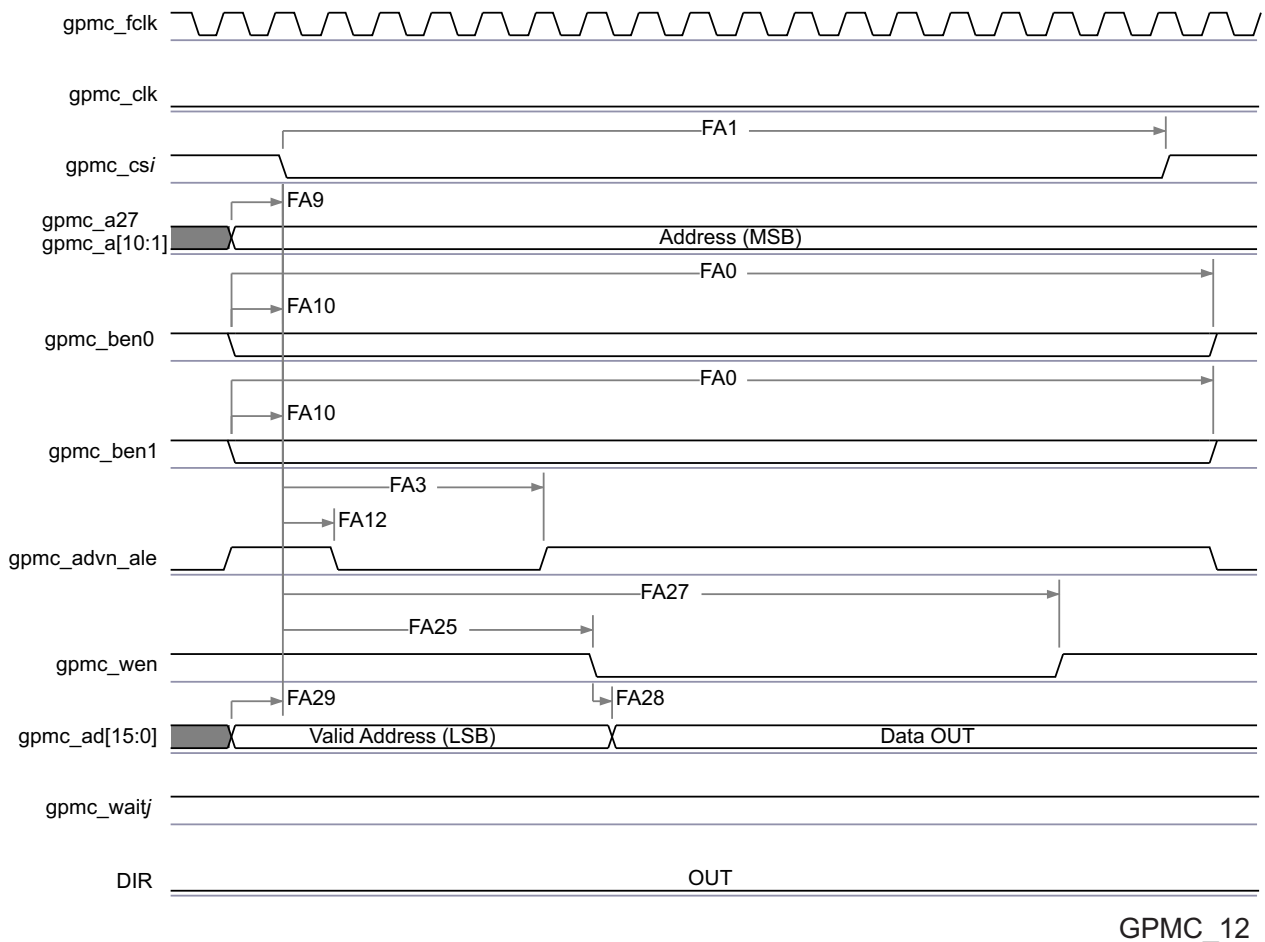 gpmc_fclk
gpmc_clk
FA1
gpmc_csi
FA9
gpmc_a27
gpmc_a[10:1]
Address (MSB)
FA0
FA10
gpmc_ben0
FA0
FA10
gpmc_ben1
FA3
FA12
gpmc_advn_ale
FA27
FA25
gpmc_wen
FA29
FA28
gpmc_ad[15:0]
Valid Address (LSB)
Data OUT
gpmc_waitj
DIR
OUT
GPMC_12